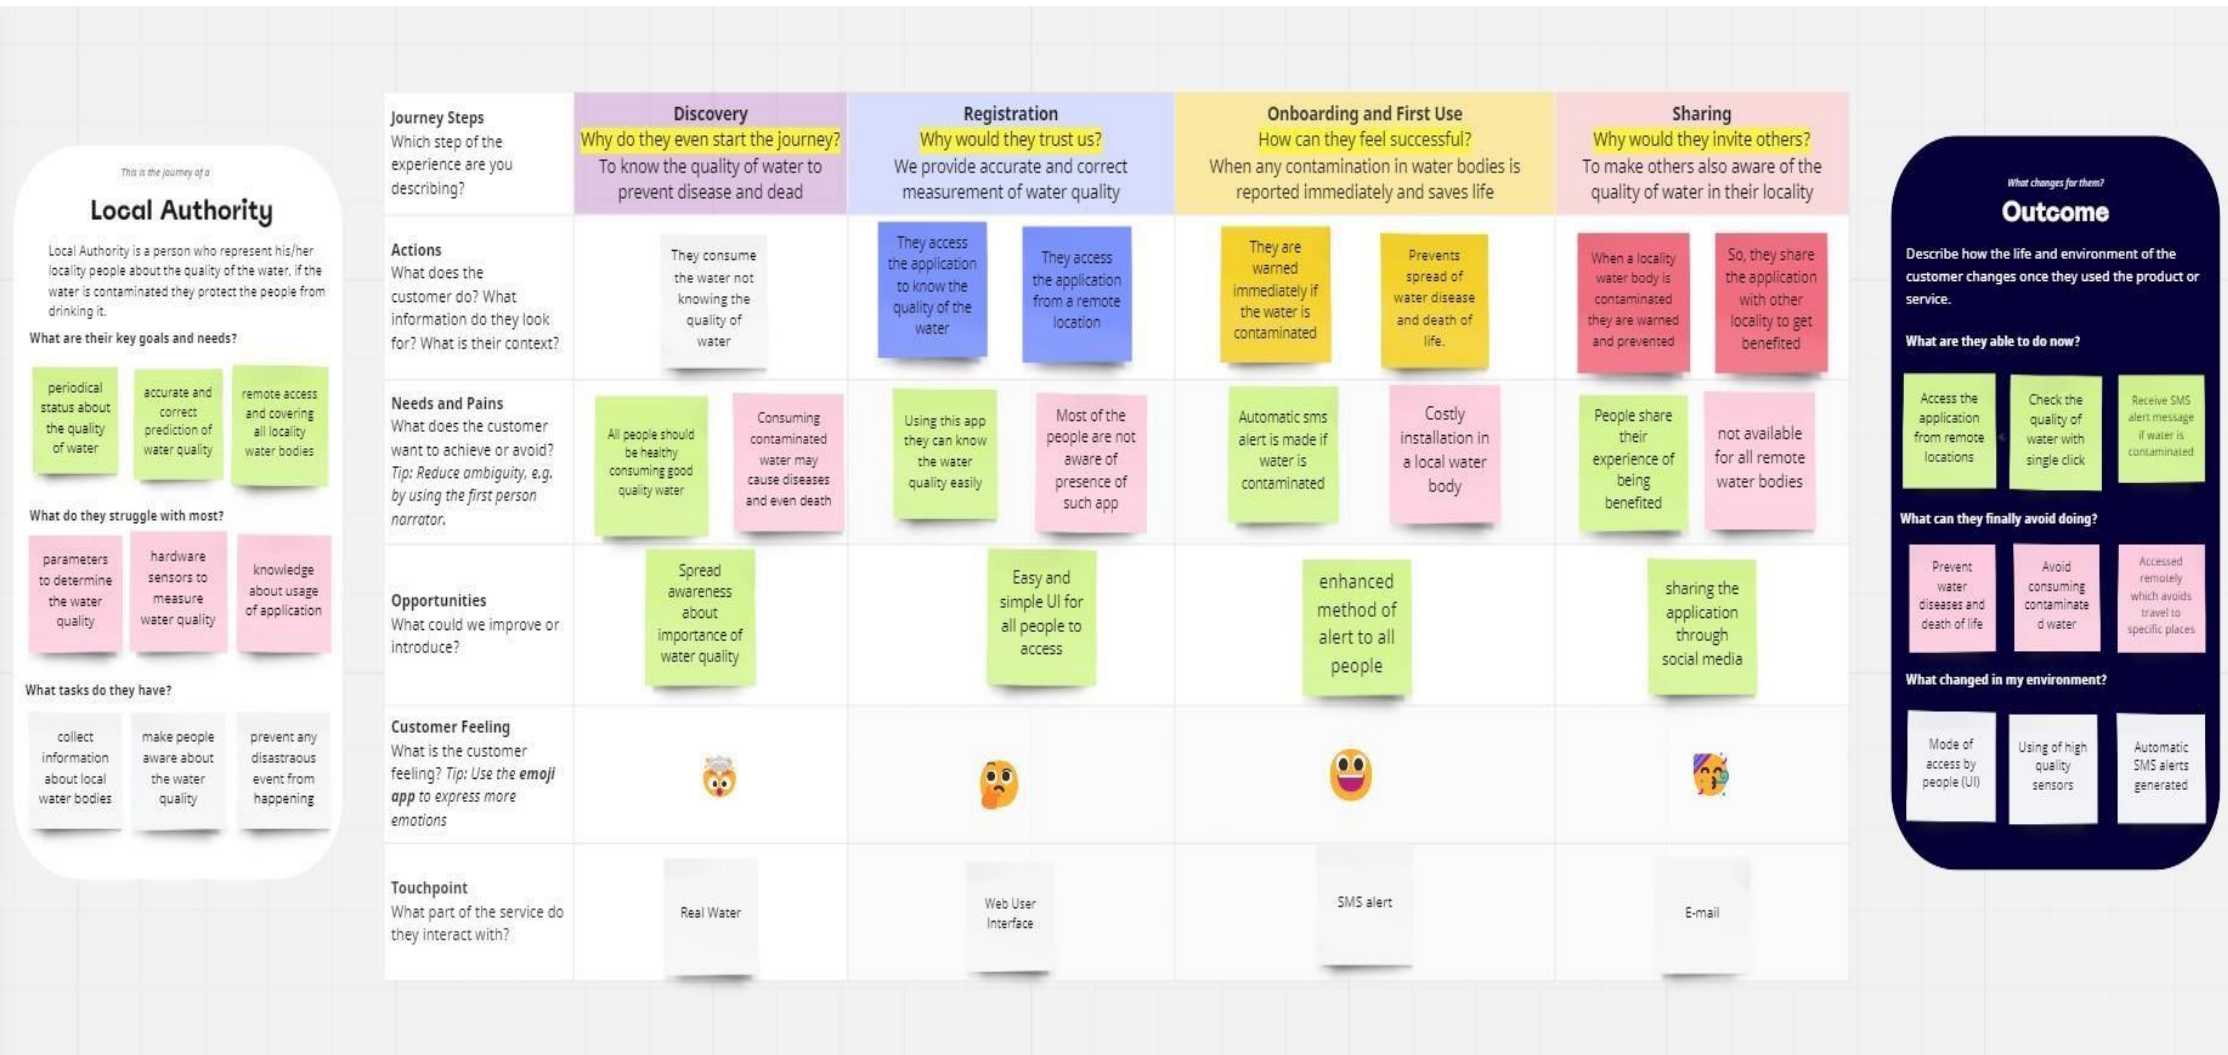 This is the journey of a
Local Authority
Local Authority is a person who represent his/her
locality people about the quality of the water, if the
water is contaminated they protect the people from
drinking it.
What are their key goals and needs?
periodical
status about
the quality
of water
accurate and
correct
prediction of
water quality
remote access
and covering
all locality
water bodies
What do they struggle with most?
parameters
to determine
the water
quality
hardware
sensors to
measure
water quality
knowledge
about usage
of application
What tasks do they have?
collect
information
about local
water bodies
make people
aware about
the water
quality
prevent any
disastraous
event from
happening
Journey Steps
Which step of the
experience are you
describing?
Discovery
Why do they even start the journey?
To know the quality of water to
prevent disease and dead
Registration
Why would they trust us?
We provide accurate and correct
measurement of water quality
Onboarding and First Use
How can they feel successful?
When any contamination in water bodies is
reported immediately and saves life
Sharing
Why would they invite others?
To make others also aware of the
quality of water in their locality
Actions
What does the
customer do? What
information do they look
for? What is their context?
They consume
the water not
knowing the
quality of
water
They access
the application
to know the
quality of the
water
They access
the application
from a remote
location
They are
warned
immediately if
the water is
contaminated
Prevents
spread of
water disease
and death of
life.
When a locality
water body is
contaminated
they are warned
and prevented
So, they share
the application
with other
locality to get
benefited
Needs and Pains
What does the customer
want to achieve or avoid?
Tip: Reduce ambiguity, e.g.
by using the first person
narrator.
All people should
be healthy
consuming good
quality water
Consuming
contaminated
water may
cause diseases
and even death
Using this app
they can know
the water
quality easily
Most of the
people are not
aware of
presence of
such app
Automatic sms
alert is made if
water is
contaminated
Costly
installation in
a local water
body
People share
their
experience of
being
benefited
not available
for all remote
water bodies
Opportunities
What could we improve or
introduce?
Spread
awareness
about
importance of
water quality
Easy and
simple UI for
all people to
access
enhanced
method of
alert to all
people
sharing the
application
through
social media
Customer Feeling
What is the customer
feeling? Tip: Use the emoji
app to express more
emotions
Touchpoint
What part of the service do
they interact with?
Real Water
Web User
Interface
SMS alert
E-mail
What changes for them?
Outcome
Describe how the life and environment of the
customer changes once they used the product or
service.
What are they able to do now?
Access the
application
from remote
locations
Check the
quality of
water with
single click
Receive SMS
alert message
if water is
contaminated
What can they finally avoid doing?
Prevent
water
diseases and
death of life
Avoid
consuming
contaminate
d water
Accessed
remotely
which avoids
travel to
specific places
What changed in my environment?
Mode of
access by
people (UI)
Using of high
quality
sensors
Automatic
SMS alerts
generated